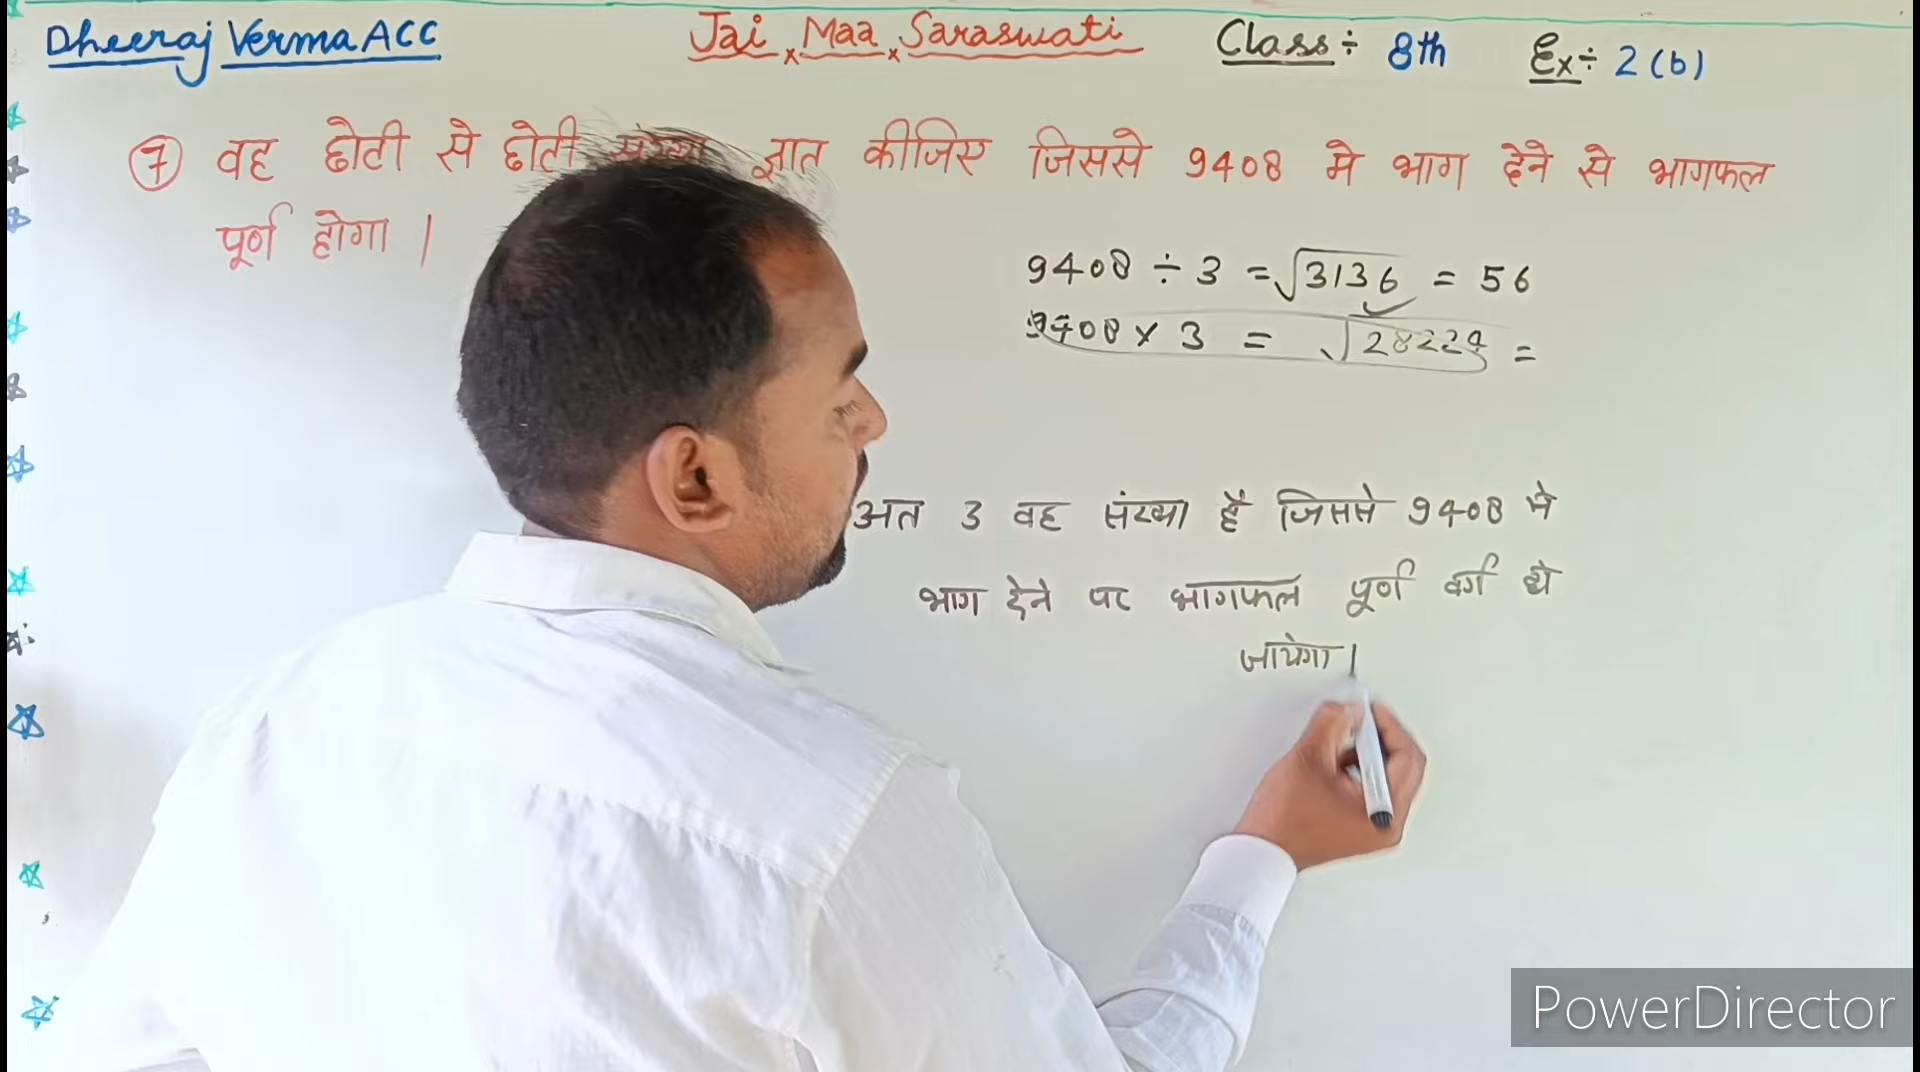 Dheeraj Verma ACC
Jai × Maa × Saraswati
Class÷ 8th
Ex÷ 2(b)
⑦ वह छोटी से छोटी संख्या ज्ञात कीजिए जिससे 9408 मे भाग देने से भागफल
पूर्ण होगा ।
9408 ÷ 3 = √3136 = 56
9408 × 3 = √28224 =
अत 3 वह संख्या है जिससे 9408 मे
भाग देने पर भागफल पूर्ण वर्ग हो
जायेगा ।
PowerDirector